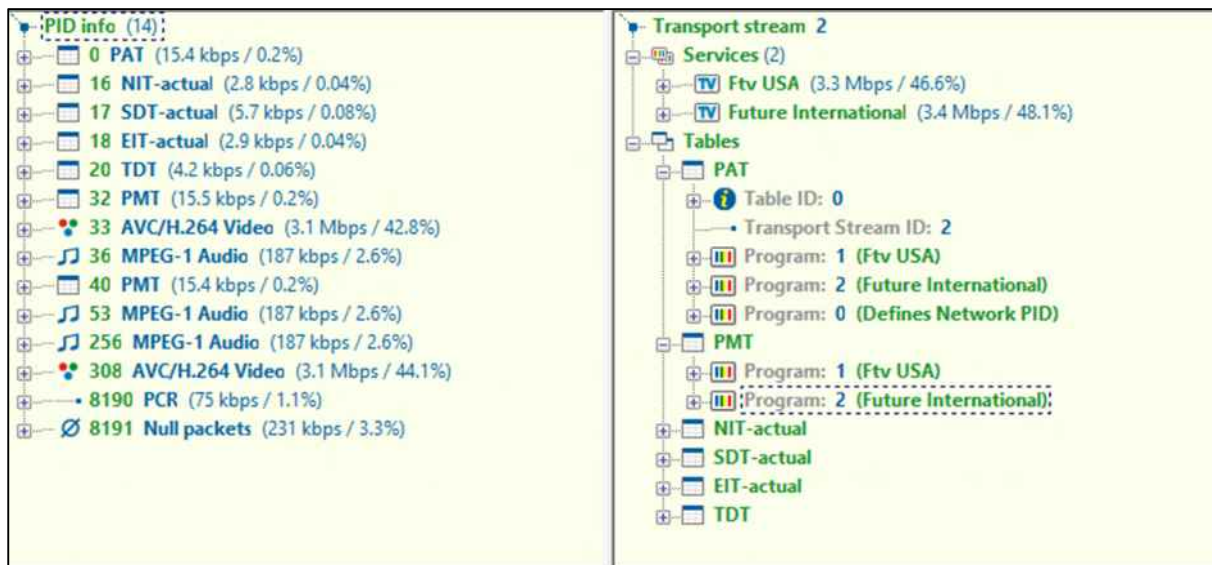 PID info (14)
0 PAT (15.4 kbps / 0.2%)
16 NIT-actual (2.8 kbps / 0.04%)
17 SDT-actual (5.7 kbps / 0.08%)
18 EIT-actual (2.9 kbps / 0.04%)
20 TDT (4.2 kbps / 0.06%)
32 PMT (15.5 kbps / 0.2%)
33 AVC/H.264 Video (3.1 Mbps / 42.8%)
36 MPEG-1 Audio (187 kbps / 2.6%)
40 PMT (15.4 kbps / 0.2%)
53 MPEG-1 Audio (187 kbps / 2.6%)
256 MPEG-1 Audio (187 kbps / 2.6%)
308 AVC/H.264 Video (3.1 Mbps / 44.1%)
8190 PCR (75 kbps / 1.1%)
8191 Null packets (231 kbps / 3.3%)
Transport stream 2
Services (2)
TV Ftv USA (3.3 Mbps / 46.6%)
TV Future International (3.4 Mbps / 48.1%)
Tables
PAT
Table ID: 0
Transport Stream ID: 2
Program: 1 (Ftv USA)
Program: 2 (Future International)
Program: 0 (Defines Network PID)
PMT
Program: 1 (Ftv USA)
Program: 2 (Future International)
NIT-actual
SDT-actual
EIT-actual
TDT